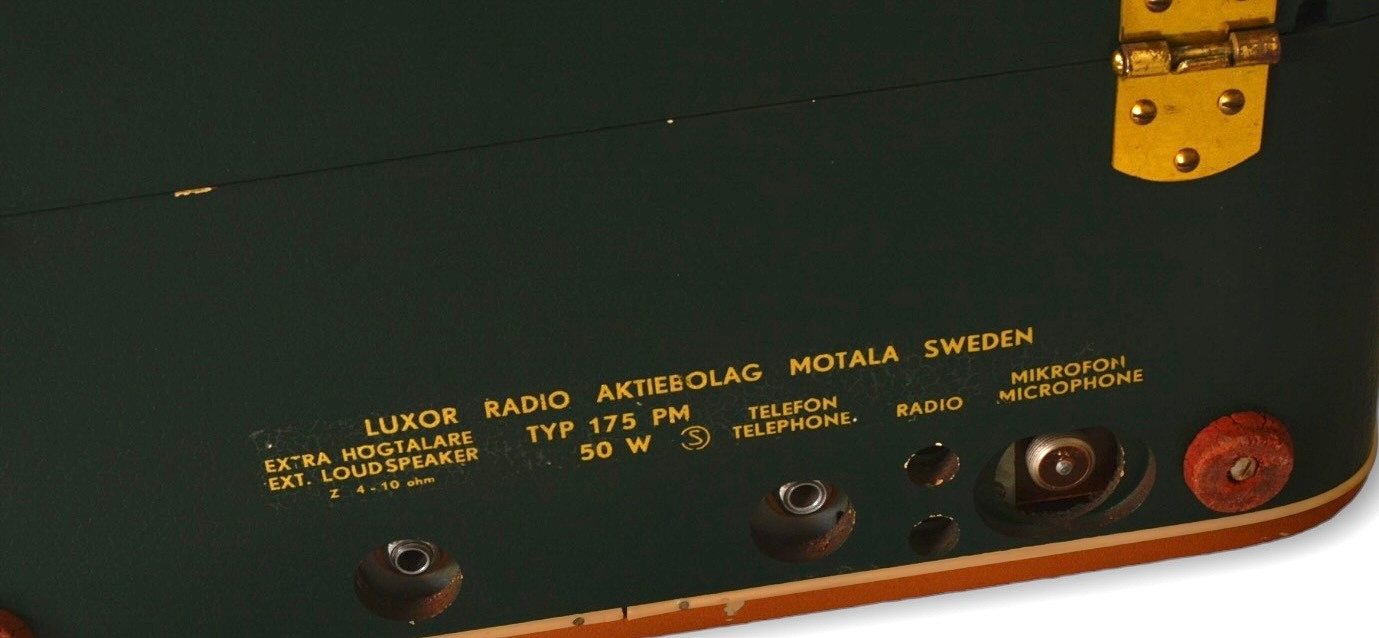 LUXOR RADIO AKTIEBOLAG MOTALA SWEDEN
EXTRA HÖGTALARE
EXT. LOUDSPEAKER
Z 4-10 ohm
TYP 175 PM
50 W S
TELEFON
TELEPHONE.
RADIO
MIKROFON
MICROPHONE